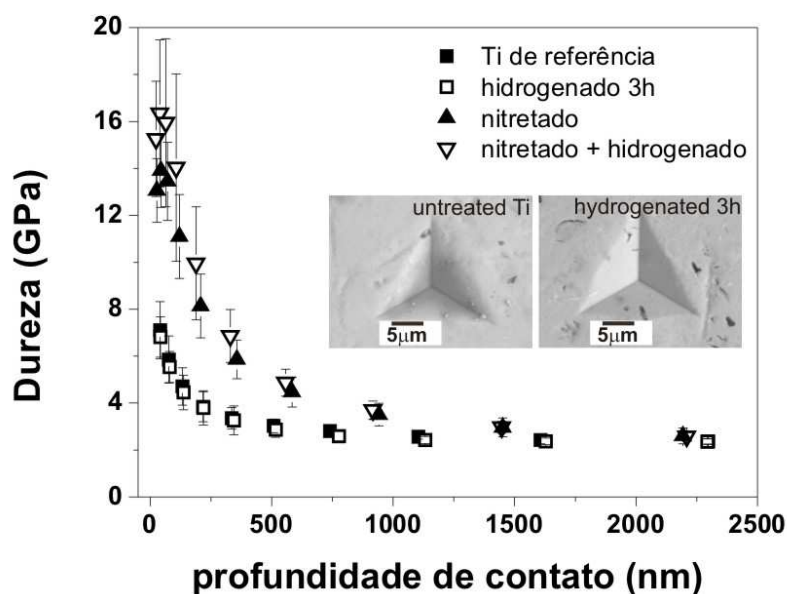 20
16
12
8
4
0
Dureza (GPa)
Ti de referência
hidrogenado 3h
nitretado
nitretado + hidrogenado
untreated Ti
5μm
hydrogenated 3h
5μm
0
500
1000
1500
2000
2500
profundidade de contato (nm)